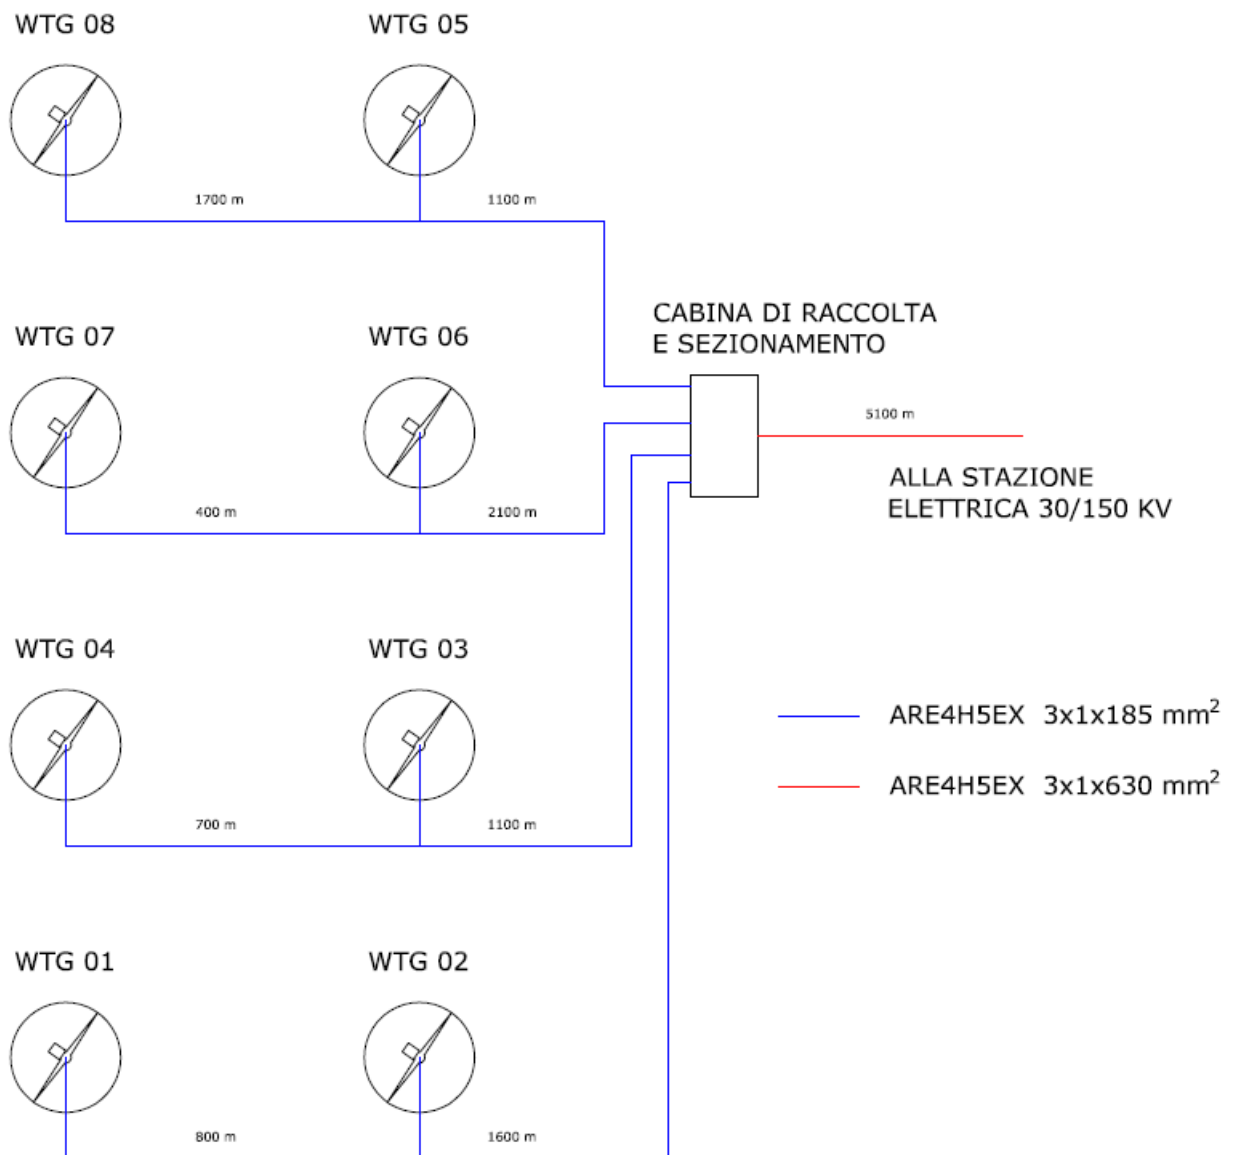 WTG 08
WTG 05
1700 m
1100 m
CABINA DI RACCOLTA
E SEZIONAMENTO
WTG 07
WTG 06
5100 m
ALLA STAZIONE
ELETTRICA 30/150 KV
400 m
2100 m
WTG 04
WTG 03
ARE4H5EX 3x1x185 mm²
ARE4H5EX 3x1x630 mm²
700 m
1100 m
WTG 01
WTG 02
800 m
1600 m